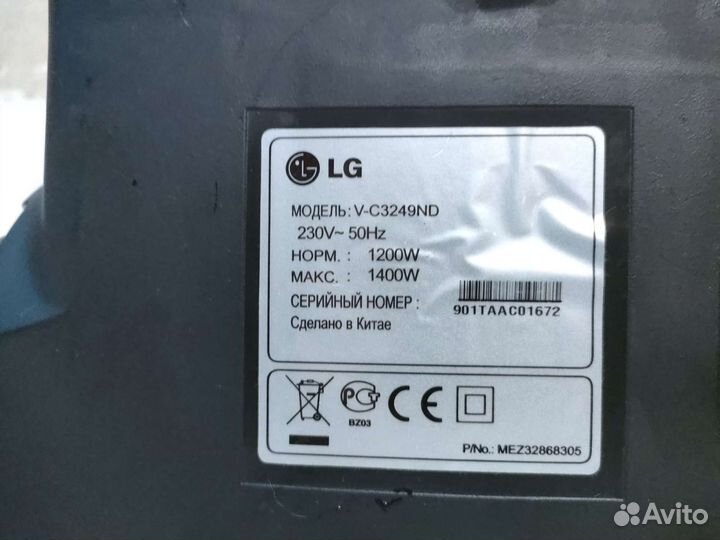 LG
МОДЕЛЬ: V-C3249ND
230V~ 50Hz
НОРМ. : 1200W
МАКС. : 1400W
СЕРИЙНЫЙ НОМЕР :
901TAAC01672
Сделано в Китае
РСТ CE
BZ03
P/No.: MEZ32868305
Avito